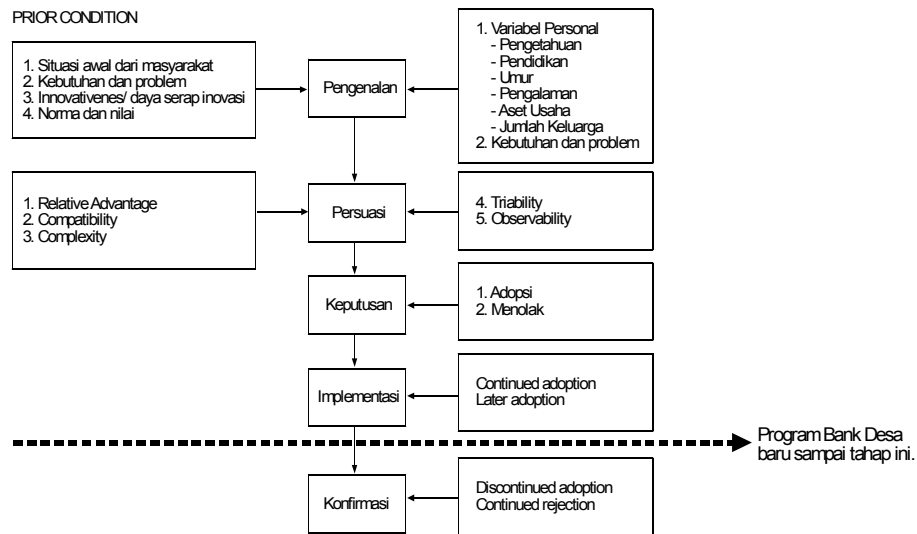 PRIOR CONDITION
1. Situasi awal dari masyarakat
2. Kebutuhan dan problem
3. Innovativenes/ daya serap inovasi
4. Norma dan nilai
Pengenalan
1. Variabel Personal
- Pengetahuan
- Pendidikan
- Umur
- Pengalaman
- Aset Usaha
- Jumlah Keluarga
2. Kebutuhan dan problem
1. Relative Advantage
2. Compatibility
3. Complexity
Persuasi
4. Triability
5. Observability
Keputusan
1. Adopsi
2. Menolak
Implementasi
Continued adoption
Later adoption
Program Bank Desa
baru sampai tahap ini.
Konfirmasi
Discontinued adoption
Continued rejection